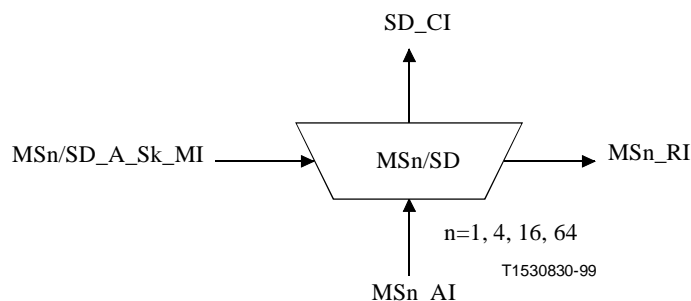 SD_CI
MSn/SD_A_Sk_MI
MSn/SD
MSn_RI
n=1, 4, 16, 64
T1530830-99
MSn_AI